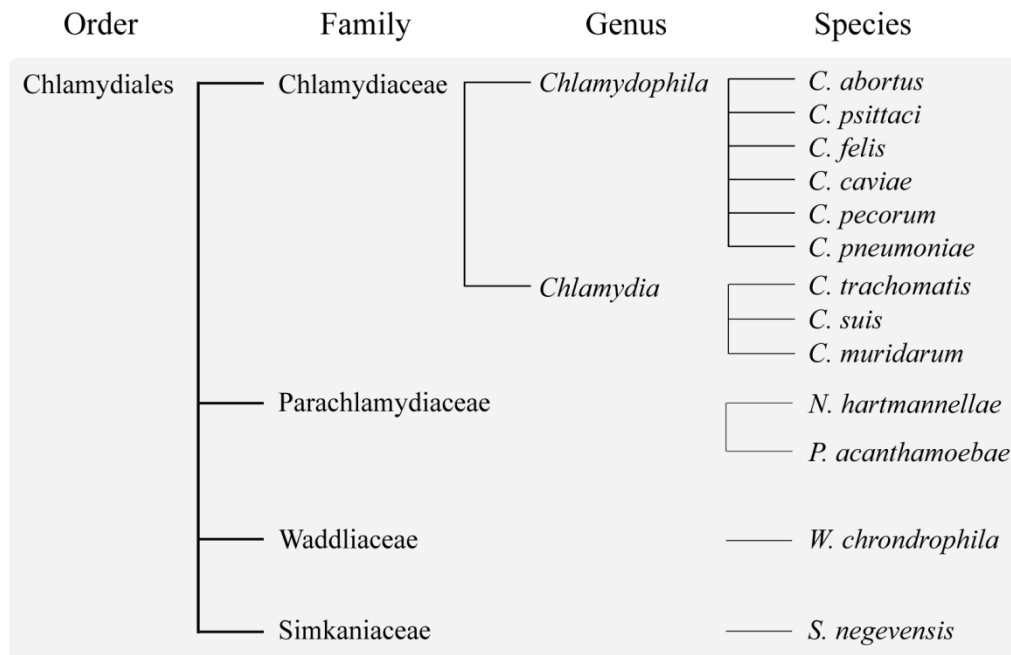 Order Family Genus Species
Chlamydiales Chlamydiaceae Chlamydophila C. abortus
C. psittaci
C. felis
C. caviae
C. pecorum
C. pneumoniae
Chlamydia C. trachomatis
C. suis
C. muridarum
Parachlamydiaceae N. hartmannellae
P. acanthamoebae
Waddliaceae W. chrondrophila
Simkaniaceae S. negevensis